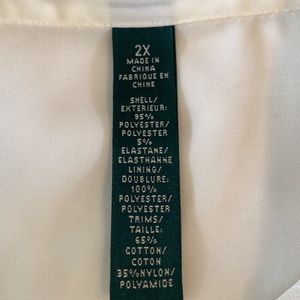 2X
MADE IN
CHINA
FABRIQUE EN
CHINE
SHELL/
EXTERIEUR:
95%
POLYESTER/
POLYESTER
5%
ELASTANE/
ELASTHANNE
LINING/
DOUBLURE:
100%
POLYESTER/
POLYESTER
TRIMS/
TAILLE:
65%
COTTON/
COTON
35%NYLON/
POLYAMIDE